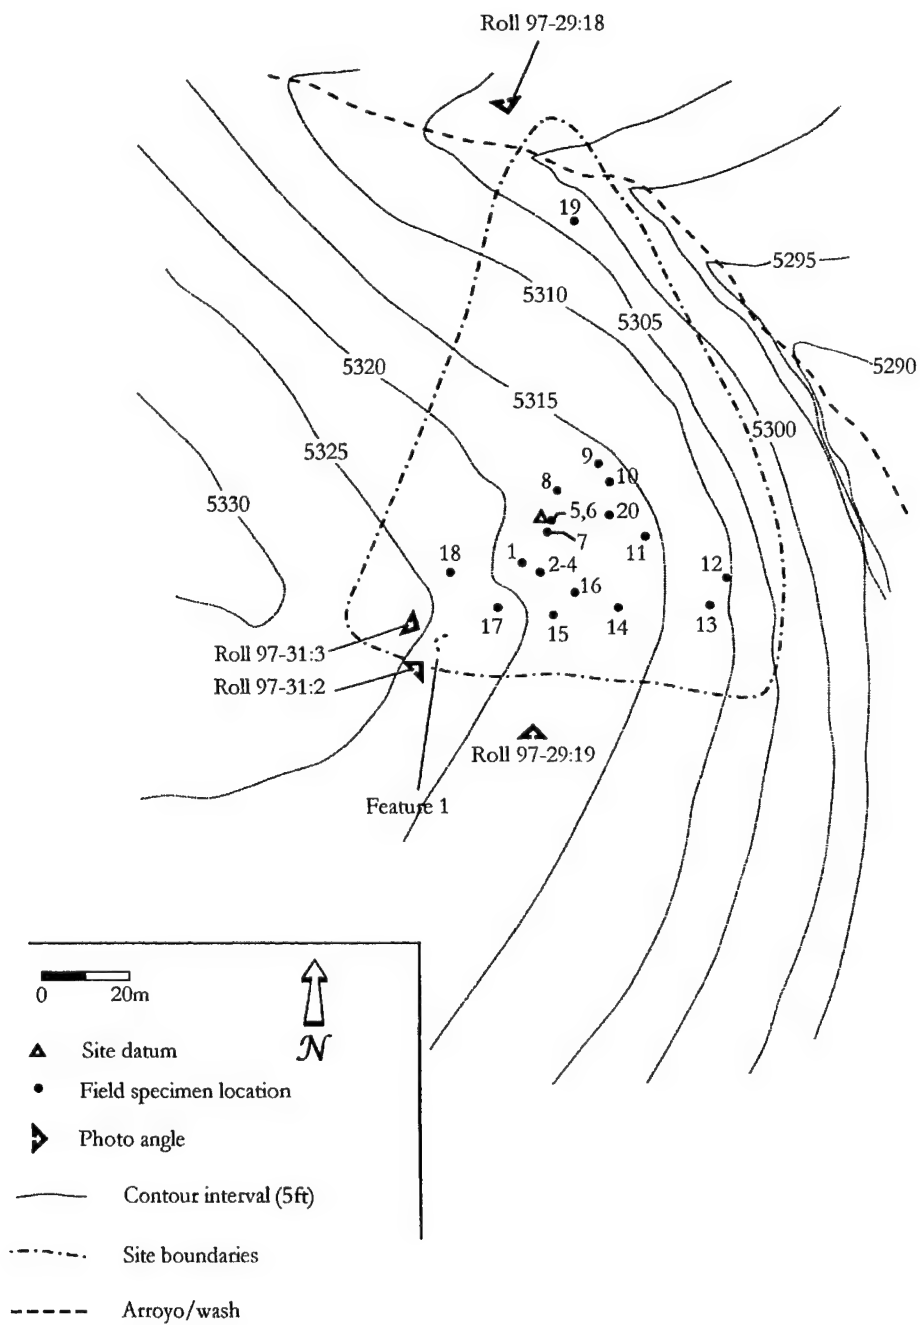 Roll 97-29:18
19
5295
5310
5305
5290
5320
5315
5300
5325
9
10
8
5330
5,6
20
7
11
18
1
2-4
12
16
17
15
14
13
Roll 97-31:3
Roll 97-31:2
Roll 97-29:19
Feature 1
0 20m
N
Site datum
Field specimen location
Photo angle
Contour interval (5ft)
Site boundaries
Arroyo/wash